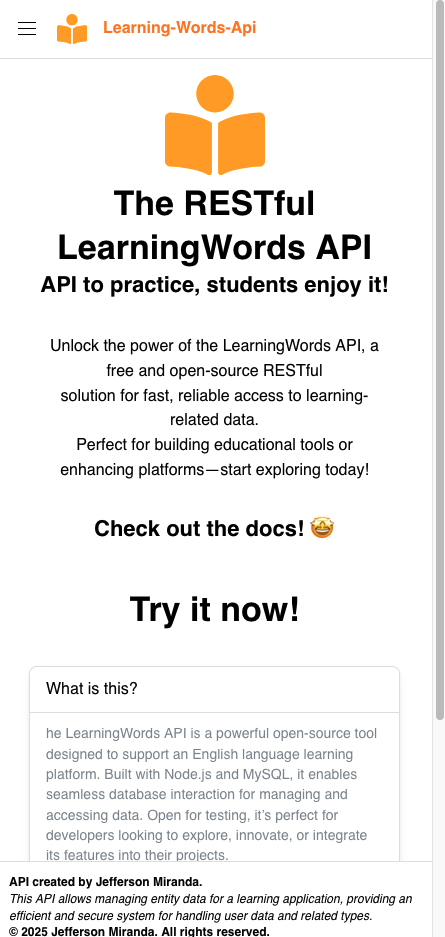 Learning-Words-Api
The RESTful
LearningWords API
API to practice, students enjoy it!
Unlock the power of the LearningWords API, a
free and open-source RESTful
solution for fast, reliable access to learning-
related data.
Perfect for building educational tools or
enhancing platforms—start exploring today!
Check out the docs! 🤩
Try it now!
What is this?
he LearningWords API is a powerful open-source tool
designed to support an English language learning
platform. Built with Node.js and MySQL, it enables
seamless database interaction for managing and
accessing data. Open for testing, it’s perfect for
developers looking to explore, innovate, or integrate
its features into their projects.
API created by Jefferson Miranda.
This API allows managing entity data for a learning application, providing an
efficient and secure system for handling user data and related types.
© 2025 Jefferson Miranda. All rights reserved.